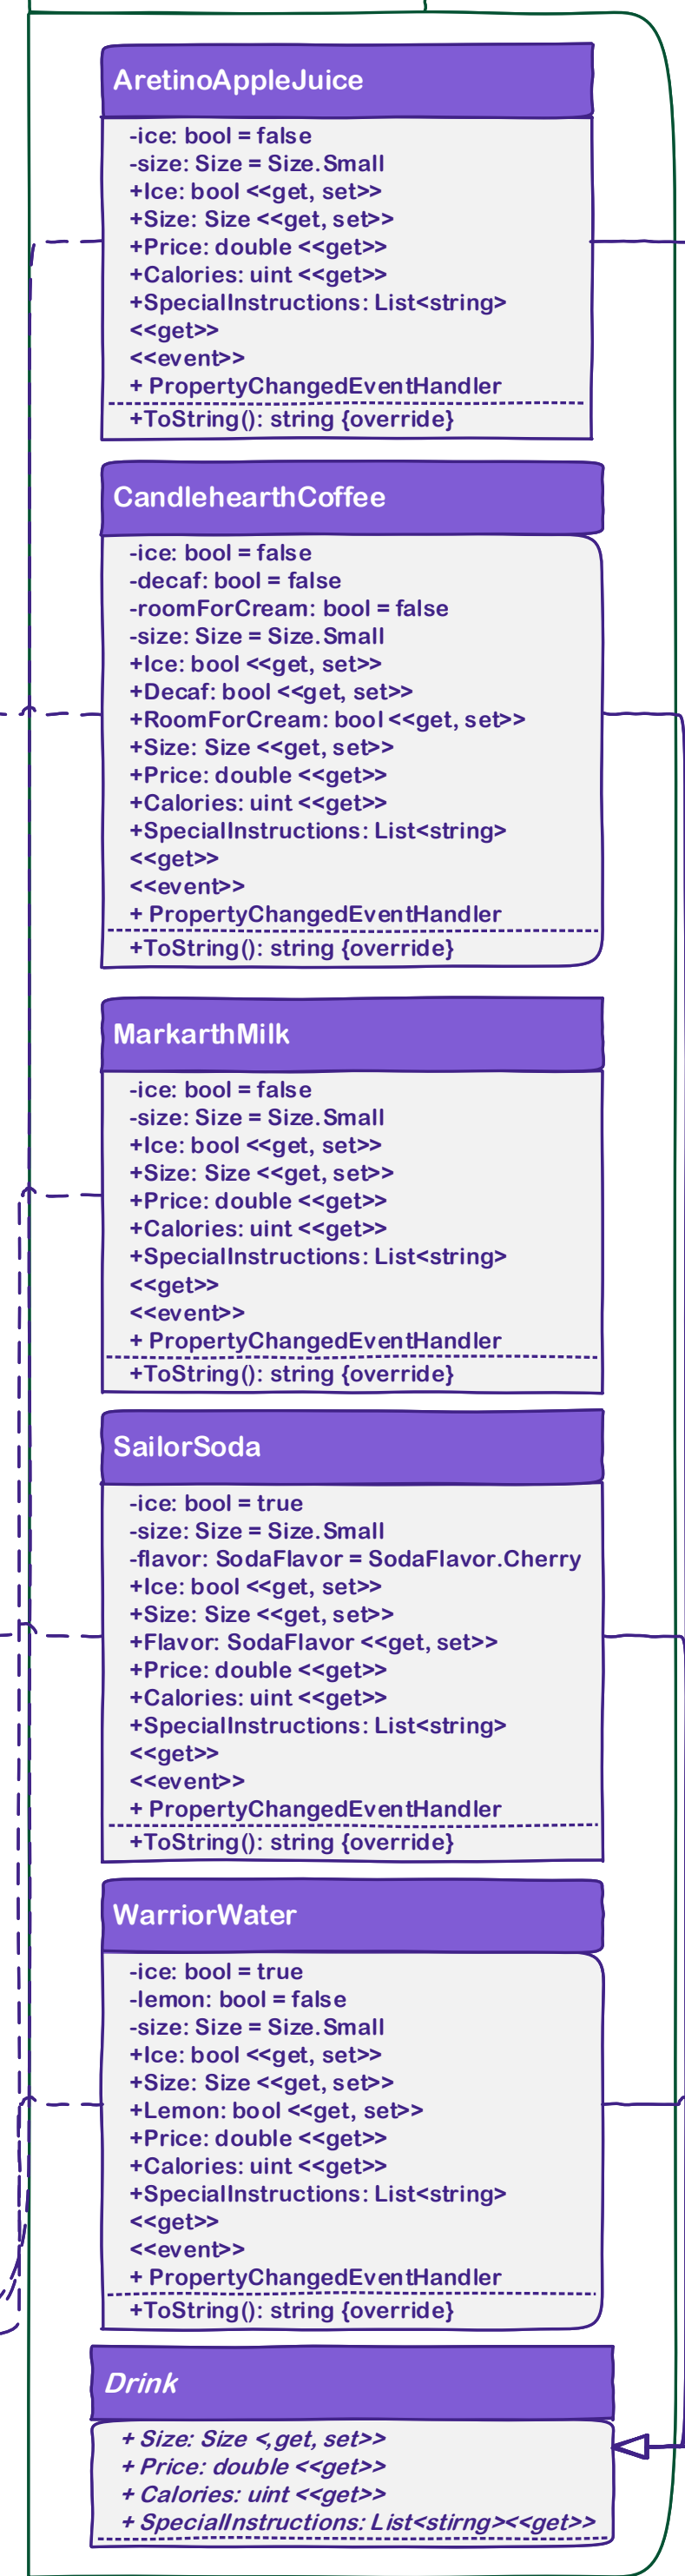 AretinoAppleJuice
-ice: bool = false
-size: Size = Size.Small
+Ice: bool <<get, set>>
+Size: Size <<get, set>>
+Price: double <<get>>
+Calories: uint <<get>>
+SpecialInstructions: List<string>
<<get>>
<<event>>
+ PropertyChangedEventHandler
+ToString(): string {override}
CandlehearthCoffee
-ice: bool = false
-decaf: bool = false
-roomForCream: bool = false
-size: Size = Size.Small
+Ice: bool <<get, set>>
+Decaf: bool <<get, set>>
+RoomForCream: bool <<get, set>>
+Size: Size <<get, set>>
+Price: double <<get>>
+Calories: uint <<get>>
+SpecialInstructions: List<string>
<<get>>
<<event>>
+ PropertyChangedEventHandler
+ToString(): string {override}
MarkarthMilk
-ice: bool = false
-size: Size = Size.Small
+Ice: bool <<get, set>>
+Size: Size <<get, set>>
+Price: double <<get>>
+Calories: uint <<get>>
+SpecialInstructions: List<string>
<<get>>
<<event>>
+ PropertyChangedEventHandler
+ToString(): string {override}
SailorSoda
-ice: bool = true
-size: Size = Size.Small
-flavor: SodaFlavor = SodaFlavor.Cherry
+Ice: bool <<get, set>>
+Size: Size <<get, set>>
+Flavor: SodaFlavor <<get, set>>
+Price: double <<get>>
+Calories: uint <<get>>
+SpecialInstructions: List<string>
<<get>>
<<event>>
+ PropertyChangedEventHandler
+ToString(): string {override}
WarriorWater
-ice: bool = true
-lemon: bool = false
-size: Size = Size.Small
+Ice: bool <<get, set>>
+Size: Size <<get, set>>
+Lemon: bool <<get, set>>
+Price: double <<get>>
+Calories: uint <<get>>
+SpecialInstructions: List<string>
<<get>>
<<event>>
+ PropertyChangedEventHandler
+ToString(): string {override}
Drink
+ Size: Size <,get, set>>
+ Price: double <<get>>
+ Calories: uint <<get>>
+ SpecialInstructions: List<stirng><<get>>